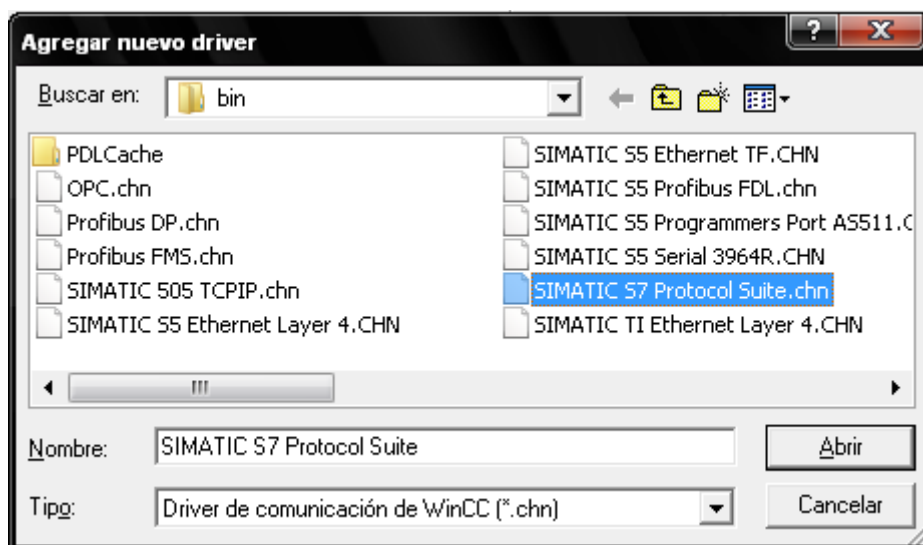 Agregar nuevo driver
Buscar en: bin
PDLCache
OPC.chn
Profibus DP.chn
Profibus FMS.chn
SIMATIC 505 TCPIP.chn
SIMATIC S5 Ethernet Layer 4.CHN
SIMATIC S5 Ethernet TF.CHN
SIMATIC S5 Profibus FDL.chn
SIMATIC S5 Programmers Port AS511.C
SIMATIC S5 Serial 3964R.CHN
SIMATIC S7 Protocol Suite.chn
SIMATIC TI Ethernet Layer 4.CHN
Nombre: SIMATIC S7 Protocol Suite Abrir
Tipo: Driver de comunicación de WinCC (*.chn) Cancelar